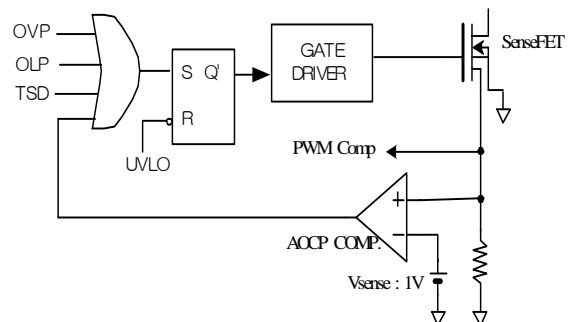 OVP
OLP
TSD
S Q'
R
UVLO
GATE
DRIVER
SenseFET
PWM Comp
+
−
AOCP COMP.
Vsense : 1V